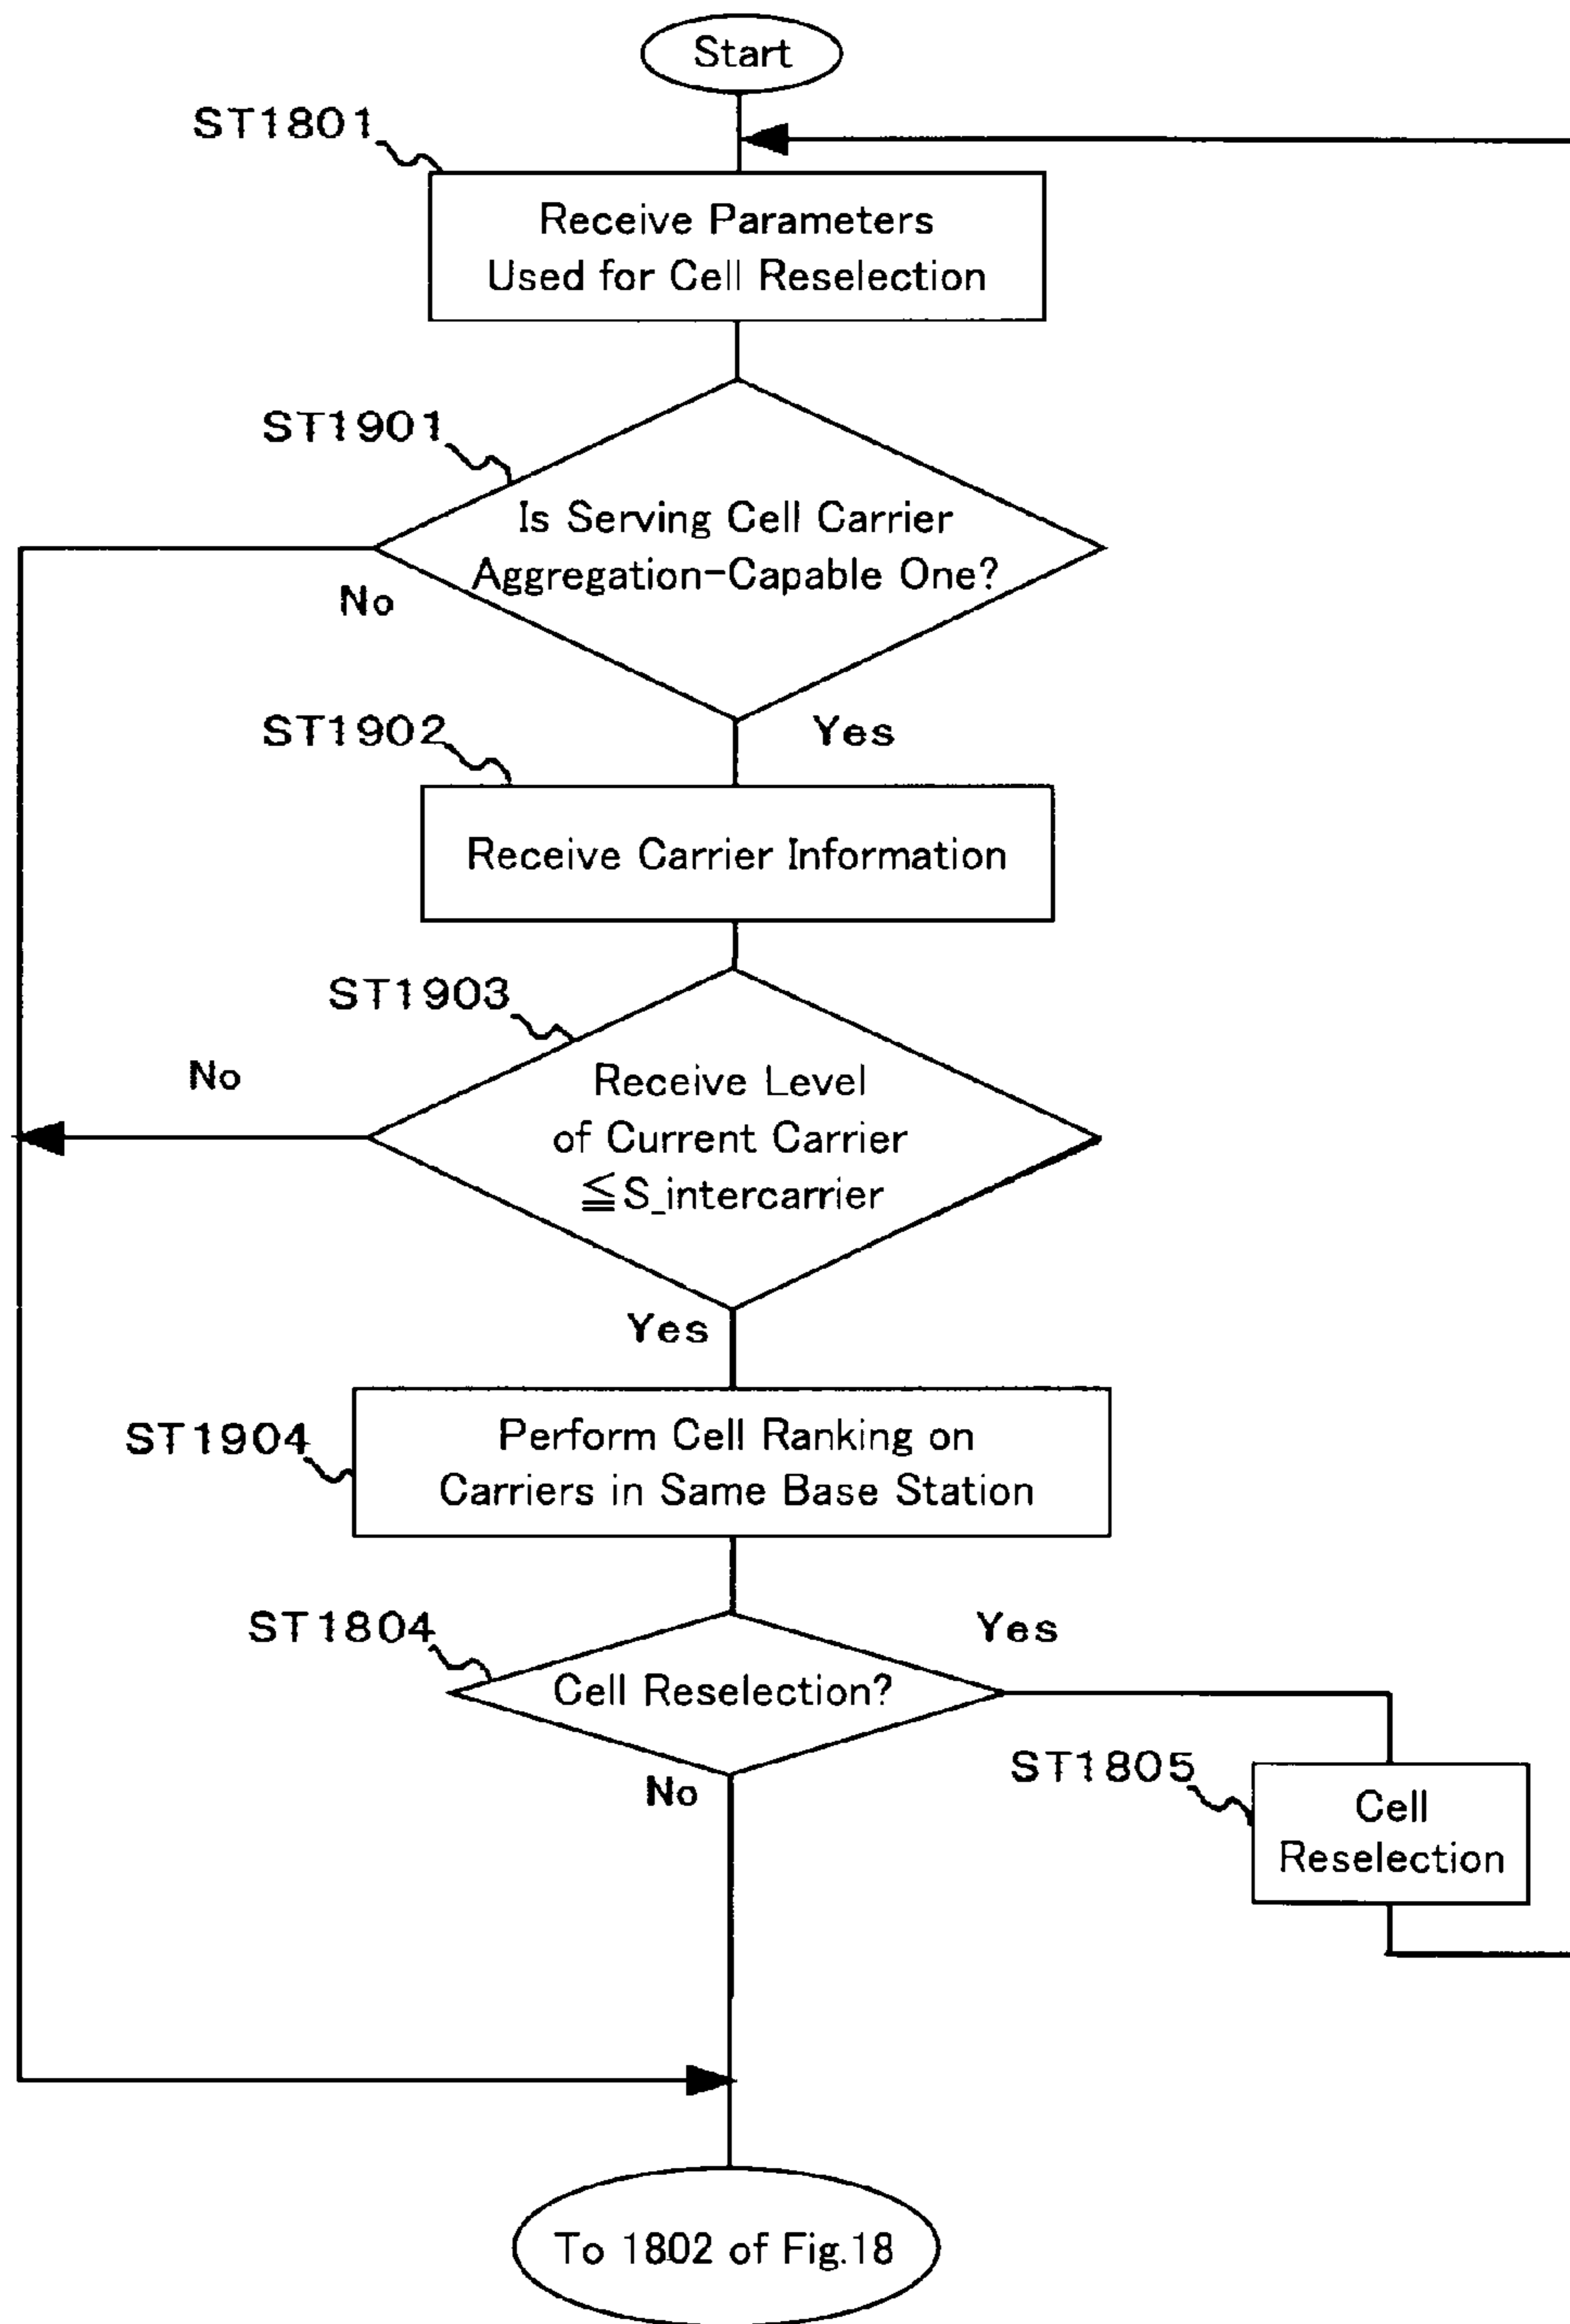 Start
ST1801
Receive Parameters
Used for Cell Reselection
ST1901
Is Serving Cell Carrier
Aggregation-Capable One?
No
Yes
ST1902
Receive Carrier Information
ST1903
No
Receive Level
of Current Carrier
≦S_intercarrier
Yes
ST1904
Perform Cell Ranking on
Carriers in Same Base Station
ST1804
Yes
Cell Reselection?
No
ST1805
Cell
Reselection
To 1802 of Fig.18